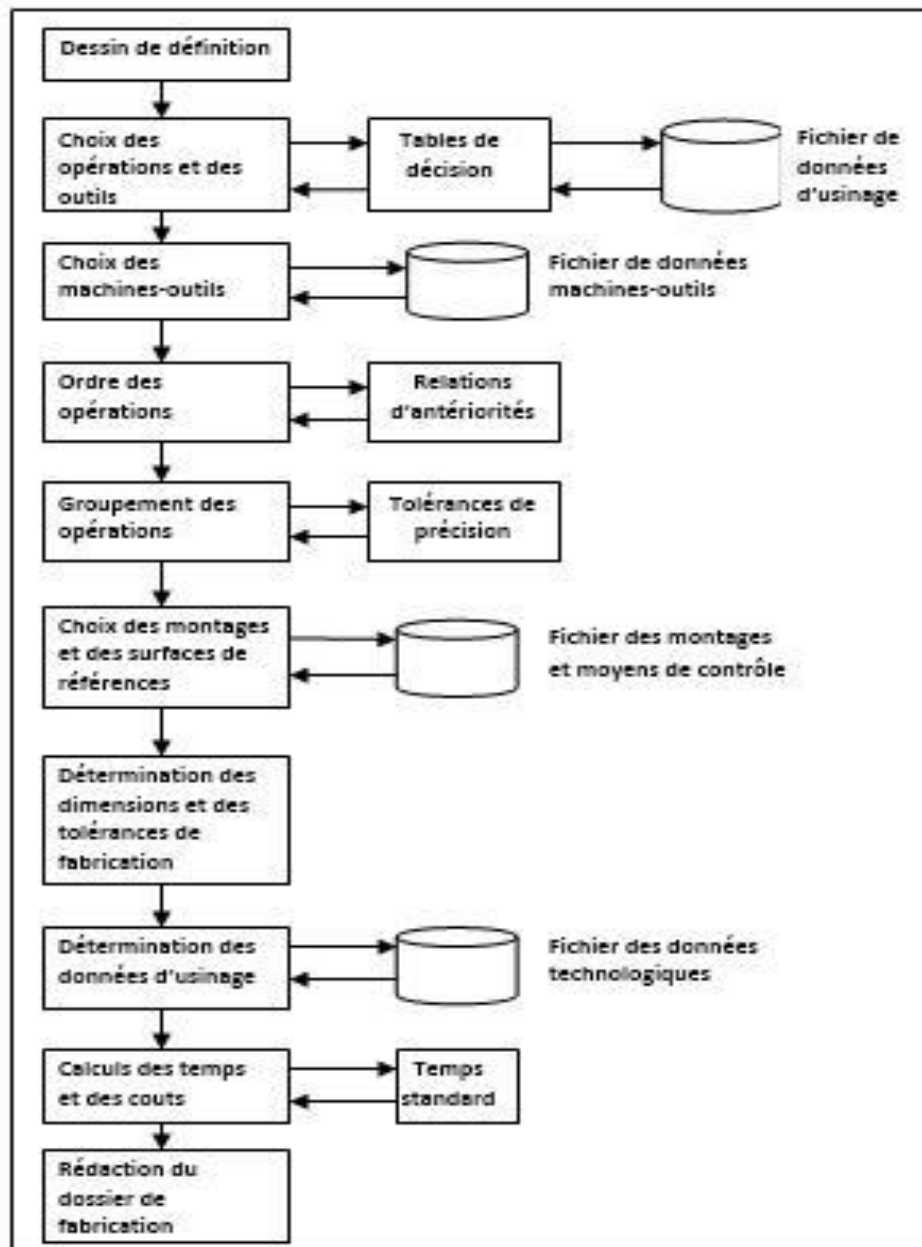 Dessin de définition
Choix des
opérations et des
outils
Tables de
décision
Fichier de
données
d'usinage
Choix des
machines-outils
Fichier de données
machines-outils
Ordre des
opérations
Relations
d'antériorités
Groupement des
opérations
Tolérances de
précision
Choix des montages
et des surfaces de
références
Fichier des montages
et moyens de contrôle
Détermination des
dimensions et des
tolérances de
fabrication
Détermination des
données d'usinage
Fichier des données
technologiques
Calculs des temps
et des couts
Temps
standard
Rédaction du
dossier de
fabrication